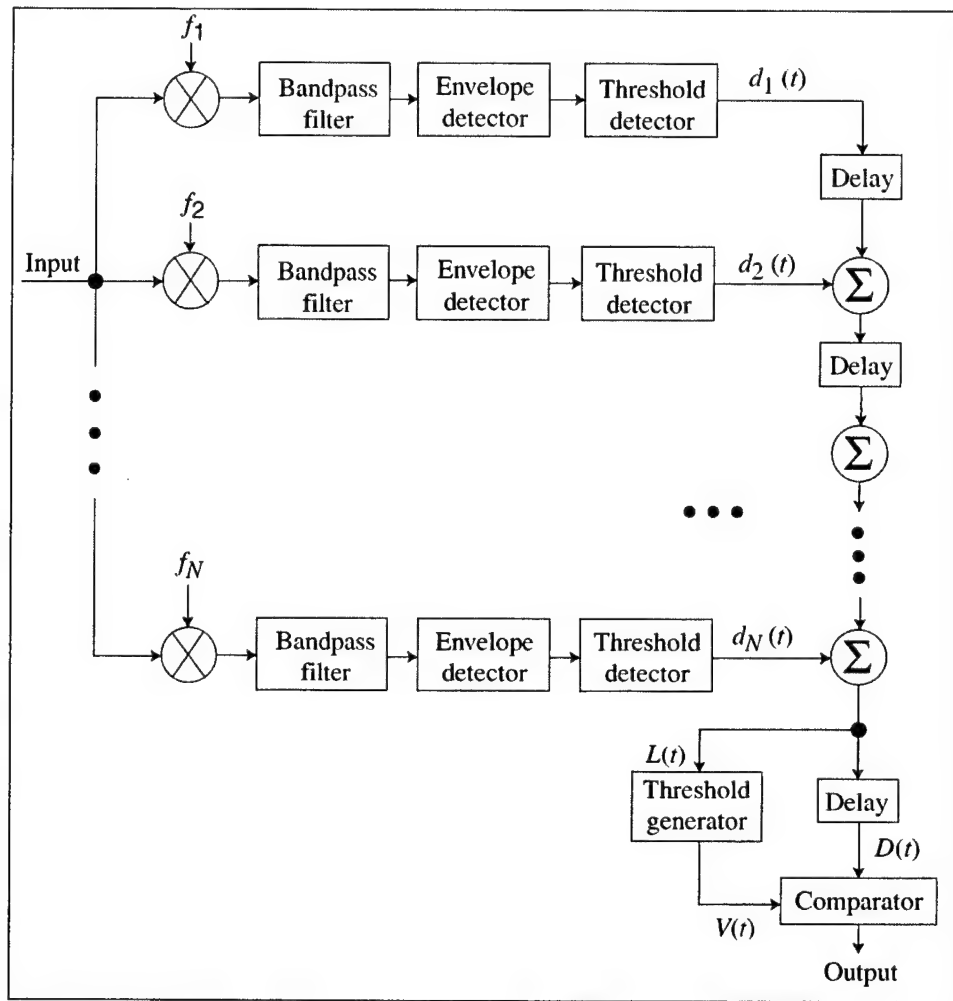 f1
Bandpass
filter
Envelope
detector
Threshold
detector
d1 (t)
Delay
f2
Input
Bandpass
filter
Envelope
detector
Threshold
detector
d2 (t)
Σ
Delay
Σ
fN
Bandpass
filter
Envelope
detector
Threshold
detector
dN (t)
Σ
L(t)
Threshold
generator
Delay
D(t)
V(t)
Comparator
Output